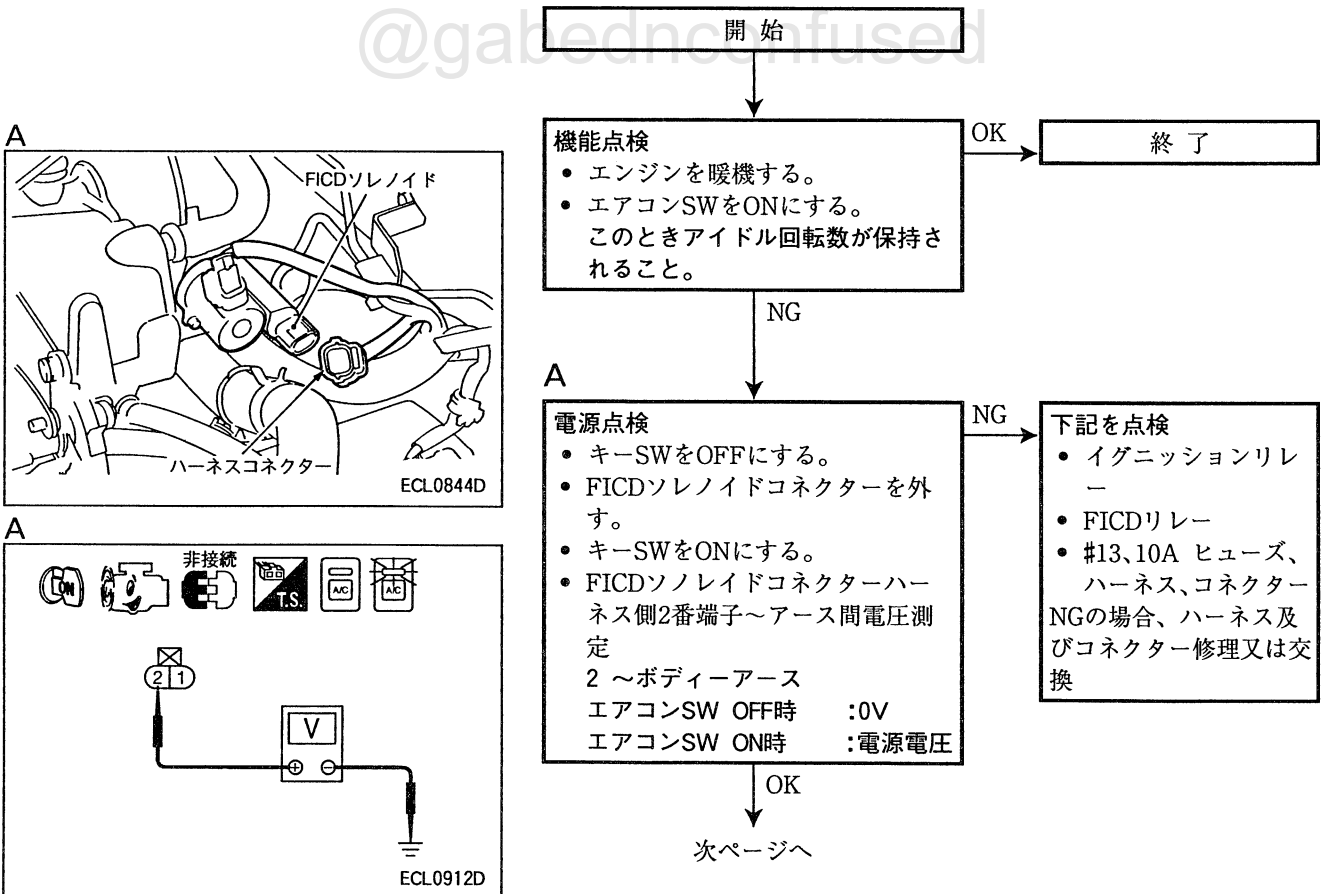 @gabednconfused
開 始
機能点検
• エンジンを暖機する。
• エアコンSWをONにする。
このときアイドル回転数が保持さ
れること。
OK
終 了
NG
A
FICDソレノイド
ハーネスコネクター
ECL0844D
A
電源点検
• キーSWをOFFにする。
• FICDソレノイドコネクターを外
す。
• キーSWをONにする。
• FICDソノレイドコネクターハー
ネス側2番端子～アース間電圧測
定
2 ～ボディーアース
エアコンSW OFF時 :0V
エアコンSW ON時 :電源電圧
NG
下記を点検
• イグニッションリレ
ー
• FICDリレー
• #13、10A ヒューズ、
ハーネス、コネクター
NGの場合、ハーネス及
びコネクター修理又は交
換
OK
次ページへ
A
ON
非接続
T.S.
A/C
A/C
2 1
V
⊕ ⊖
ECL0912D